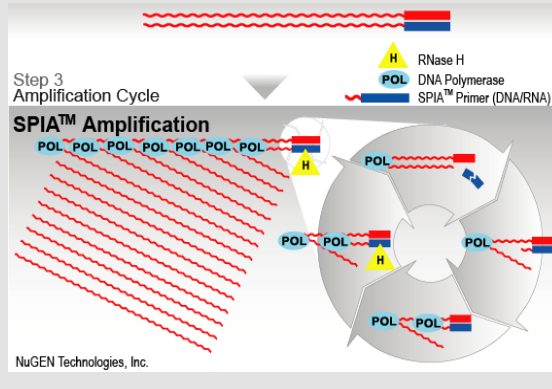 H RNase H
POL DNA Polymerase
SPIA™ Primer (DNA/RNA)
Step 3
Amplification Cycle
SPIA™ Amplification
POL POL POL POL POL POL POL
H
POL
POL POL
H
POL
POL POL
NuGEN Technologies, Inc.